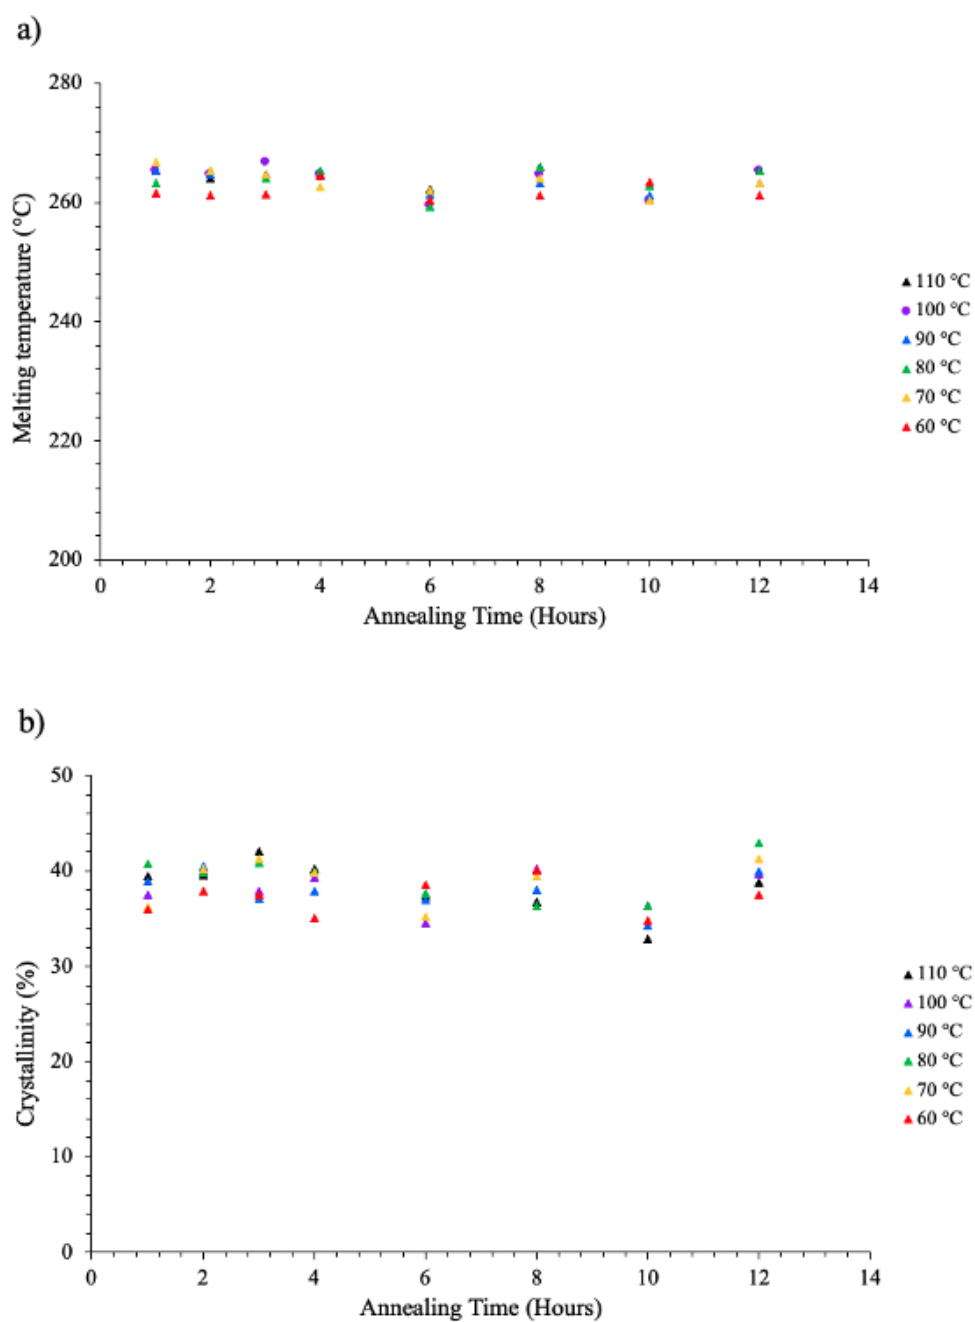 a)
280
260
240
220
200
0 2 4 6 8 10 12 14
Melting temperature (°C)
Annealing Time (Hours)
110 °C
100 °C
90 °C
80 °C
70 °C
60 °C
b)
50
40
30
20
10
0
0 2 4 6 8 10 12 14
Crystallinity (%)
Annealing Time (Hours)
110 °C
100 °C
90 °C
80 °C
70 °C
60 °C